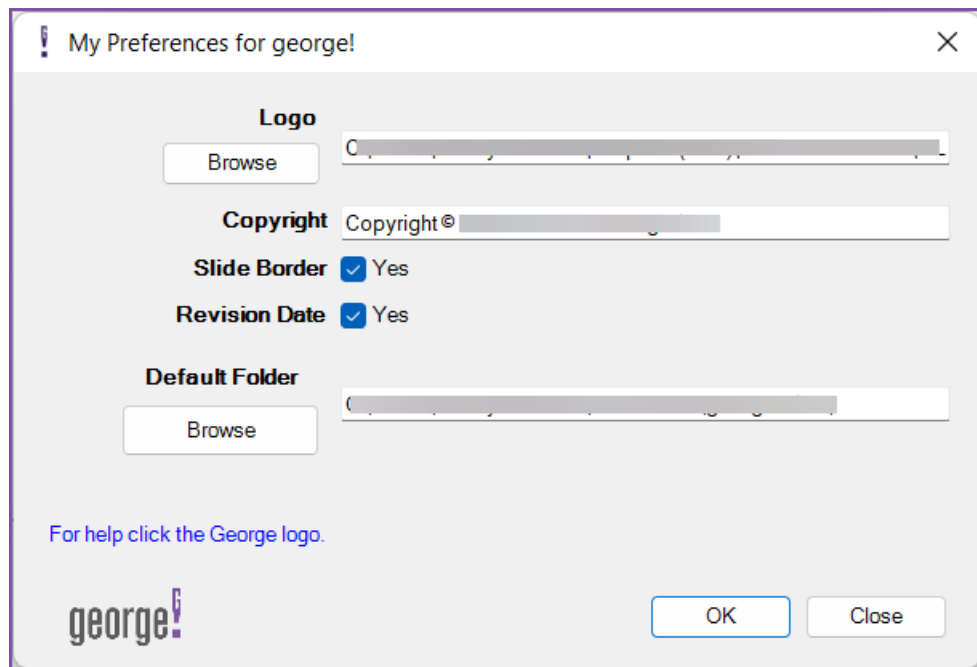 My Preferences for george!
Logo
Browse
Copyright Copyright ©
Slide Border Yes
Revision Date Yes
Default Folder
Browse
For help click the George logo.
george!
OK Close